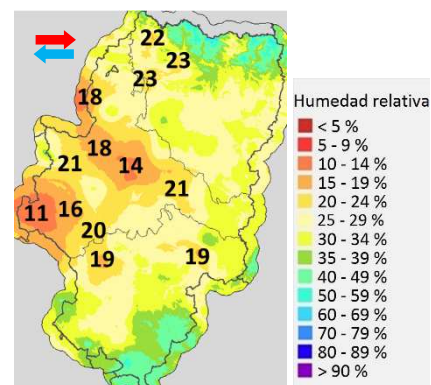 22
23
23
18
18
14
21
21
11
16
20
19
19
Humedad relativa
< 5 %
5 - 9 %
10 - 14 %
15 - 19 %
20 - 24 %
25 - 29 %
30 - 34 %
35 - 39 %
40 - 49 %
50 - 59 %
60 - 69 %
70 - 79 %
80 - 89 %
> 90 %